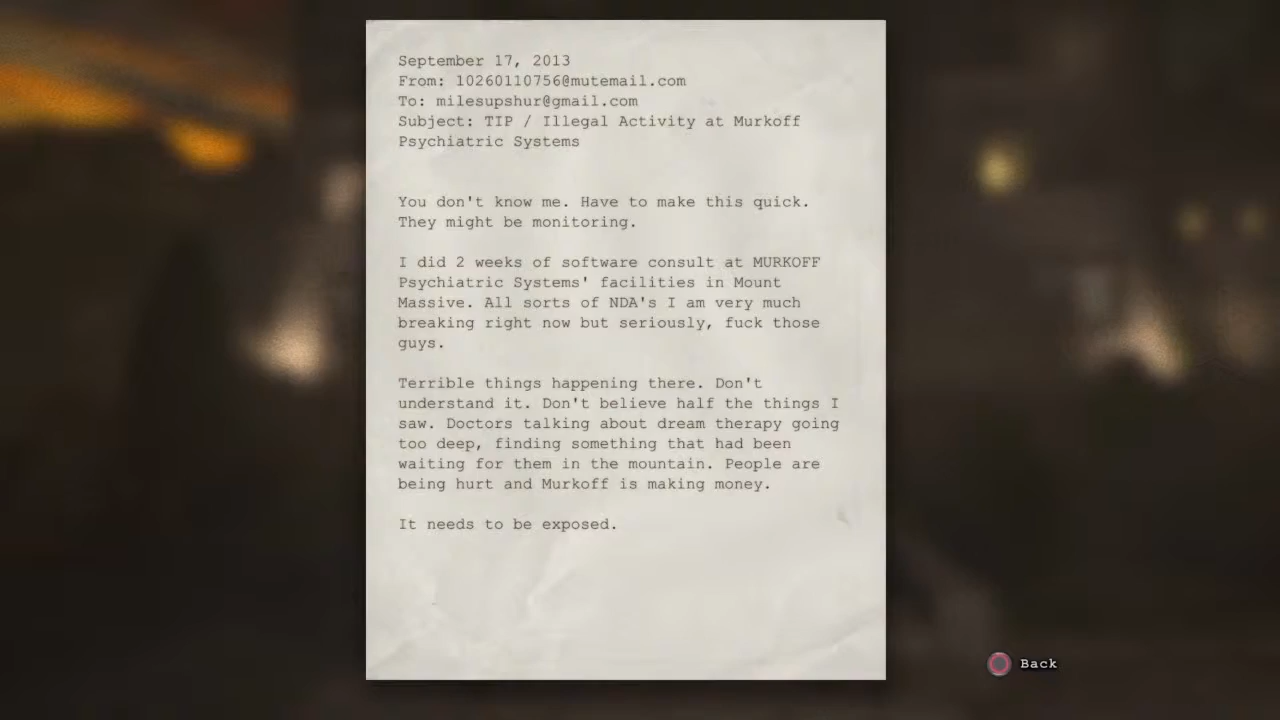 September 17, 2013
From: 10260110756@mutemail.com
To: milesupshur@gmail.com
Subject: TIP / Illegal Activity at Murkoff
Psychiatric Systems
You don't know me. Have to make this quick.
They might be monitoring.
I did 2 weeks of software consult at MURKOFF
Psychiatric Systems' facilities in Mount
Massive. All sorts of NDA's I am very much
breaking right now but seriously, fuck those
guys.
Terrible things happening there. Don't
understand it. Don't believe half the things I
saw. Doctors talking about dream therapy going
too deep, finding something that had been
waiting for them in the mountain. People are
being hurt and Murkoff is making money.
It needs to be exposed.
Back